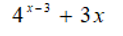 4^{x-3} + 3x